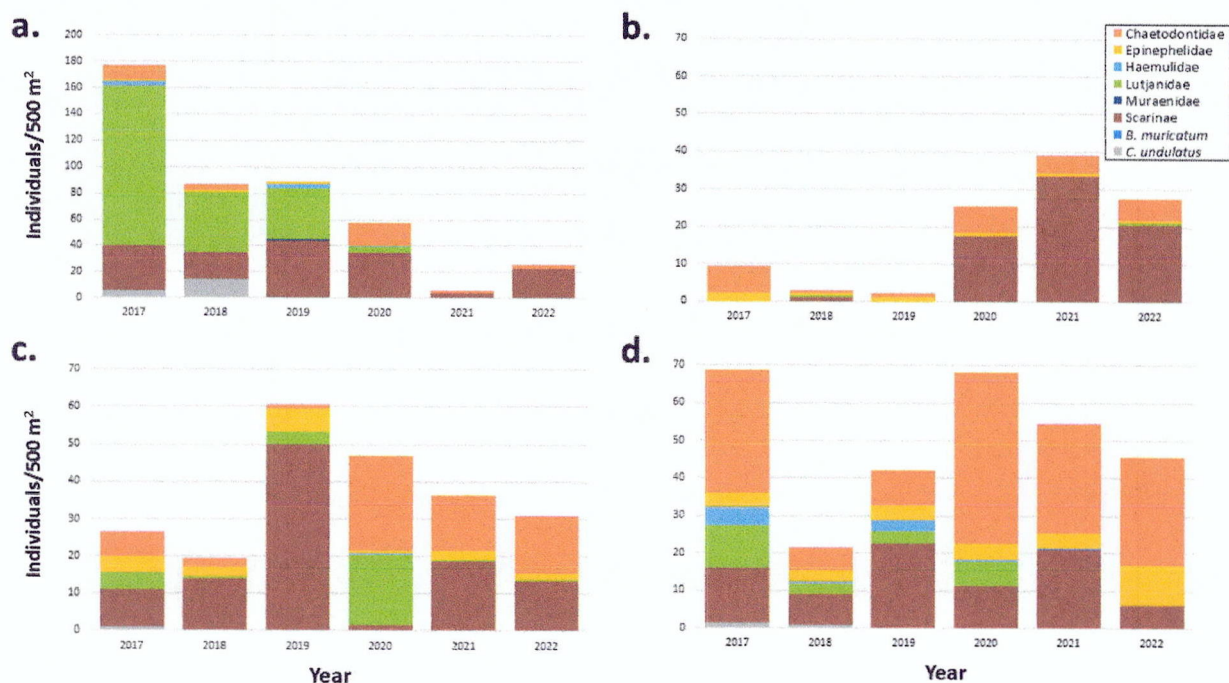 a.
Individuals/500 m²
200
180
160
140
120
100
80
60
40
20
0
2017 2018 2019 2020 2021 2022
b.
70
60
50
40
30
20
10
0
2017 2018 2019 2020 2021 2022
Chaetodontidae
Epinephelidae
Haemulidae
Lutjanidae
Muraenidae
Scarinae
B. muricatum
C. undulatus
c.
Individuals/500 m²
70
60
50
40
30
20
10
0
2017 2018 2019 2020 2021 2022
Year
d.
70
60
50
40
30
20
10
0
2017 2018 2019 2020 2021 2022
Year